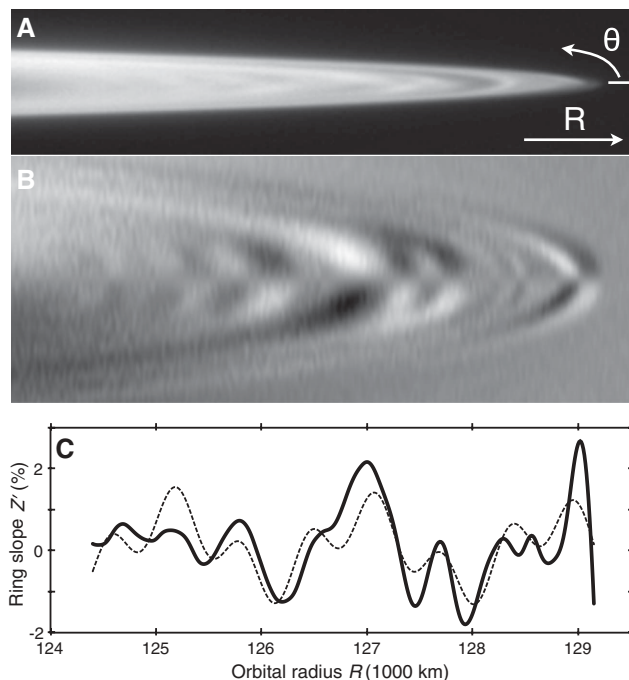 A
θ
R
B
C
Ring slope Z′ (%)
2
0
-2
124 125 126 127 128 129
Orbital radius R (1000 km)